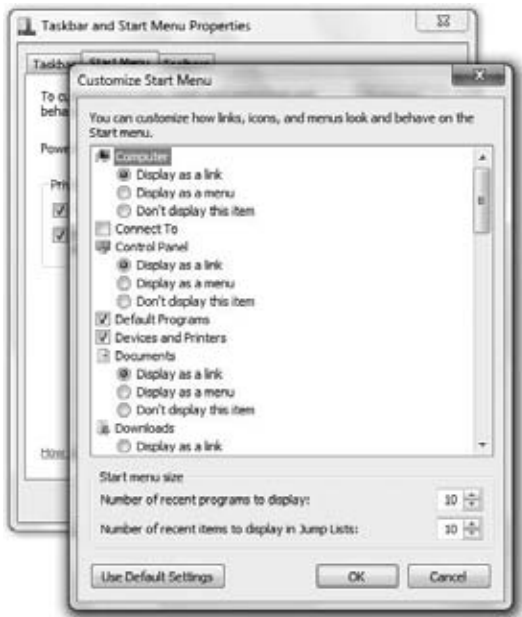 Taskbar and Start Menu Properties
Taskbar Start Menu Toolbars
Customize Start Menu
To cu
beha
You can customize how links, icons, and menus look and behave on the
Start menu.
Powe
Computer
Display as a link
Display as a menu
Don't display this item
Connect To
Control Panel
Display as a link
Display as a menu
Don't display this item
Default Programs
Devices and Printers
Documents
Display as a link
Display as a menu
Don't display this item
Downloads
Display as a link
Priv
How
Start menu size
Number of recent programs to display: 10
Number of recent items to display in Jump Lists: 10
Use Default Settings OK Cancel